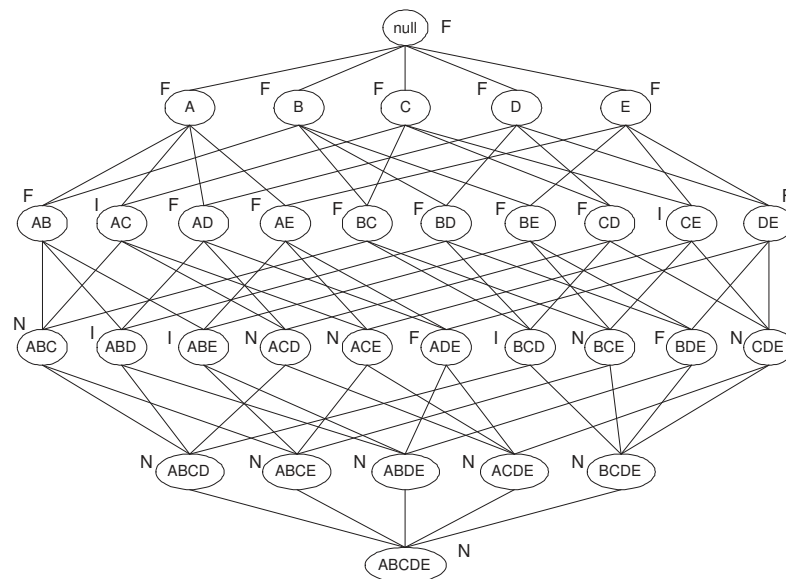 null F
F A F B F C F D E F
F AB I AC F AD F AE F BC F BD F BE F CD I CE DE F
N ABC I ABD I ABE N ACD N ACE F ADE I BCD N BCE F BDE N CDE
N ABCD N ABCE N ABDE N ACDE N BCDE
ABCDE N